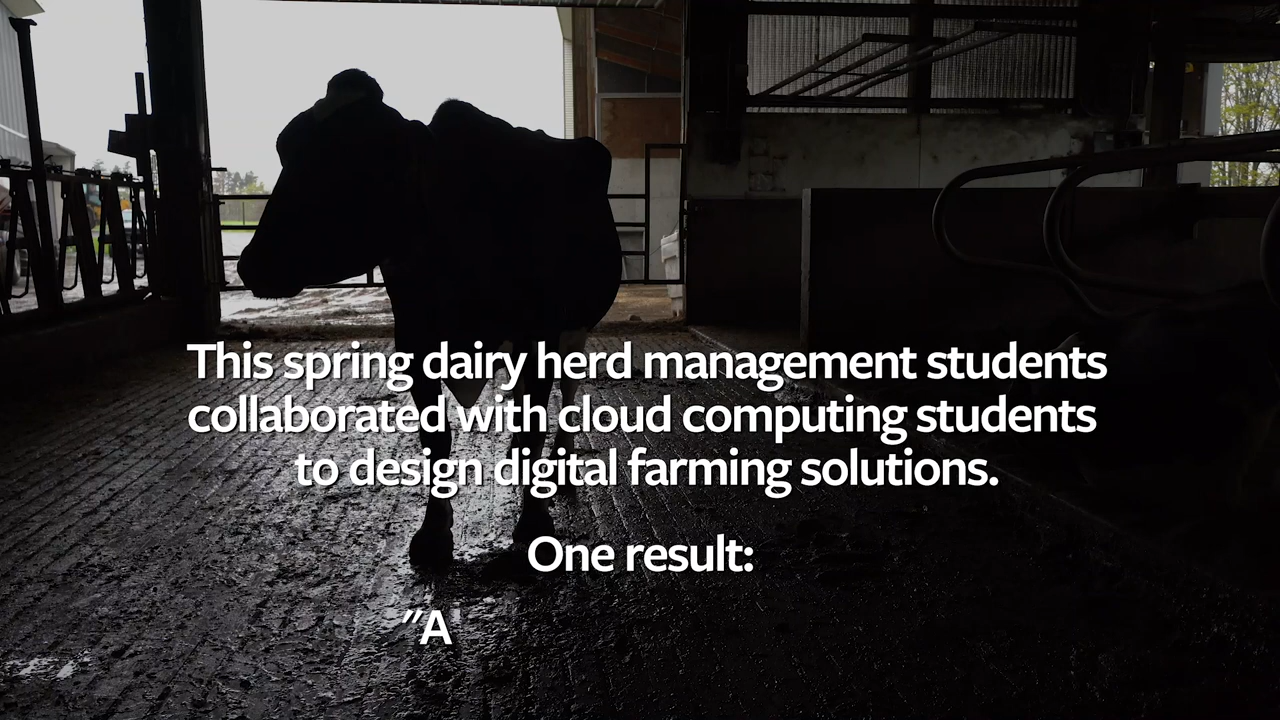 This spring dairy herd management students
collaborated with cloud computing students
to design digital farming solutions.
One result:
"A